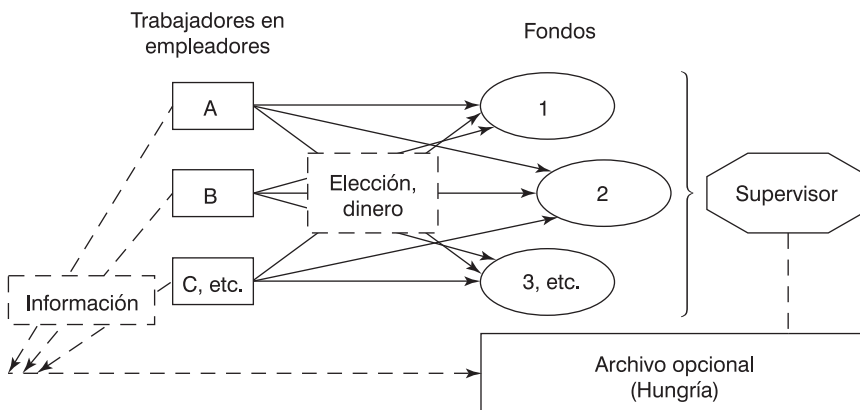 Trabajadores en
empleadores
Fondos
A
1
B
Elección,
dinero
2
Supervisor
C, etc.
3, etc.
Información
Archivo opcional
(Hungría)